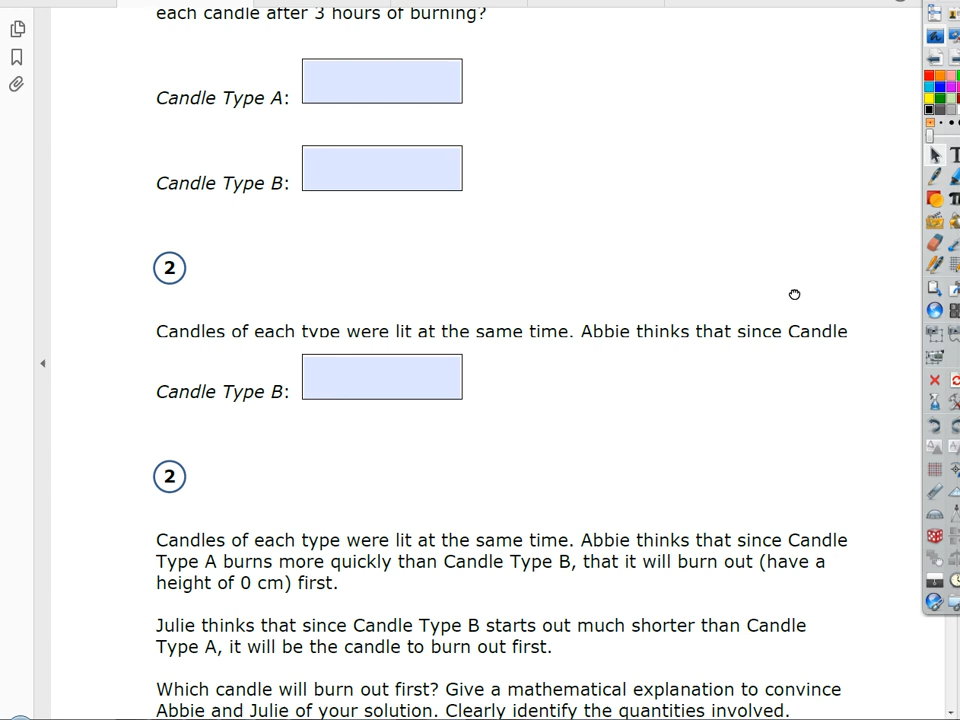 each candle after 3 hours of burning?
Candle Type A:
Candle Type B:
2
Candles of each type were lit at the same time. Abbie thinks that since Candle
Candle Type B:
2
Candles of each type were lit at the same time. Abbie thinks that since Candle
Type A burns more quickly than Candle Type B, that it will burn out (have a
height of 0 cm) first.
Julie thinks that since Candle Type B starts out much shorter than Candle
Type A, it will be the candle to burn out first.
Which candle will burn out first? Give a mathematical explanation to convince
Abbie and Julie of your solution. Clearly identify the quantities involved.